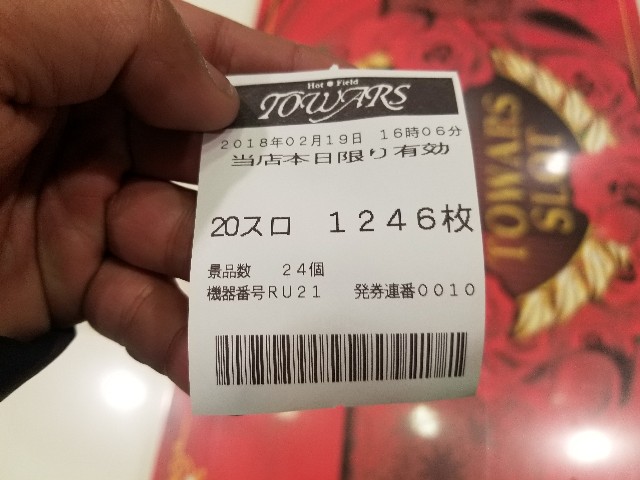 Hot Field
TOWARS
2018年02月19日 16時06分
当店本日限り有効
20スロ 1246枚
景品数 24個
機器番号RU21 発券連番0010
TOWARS
SLOT